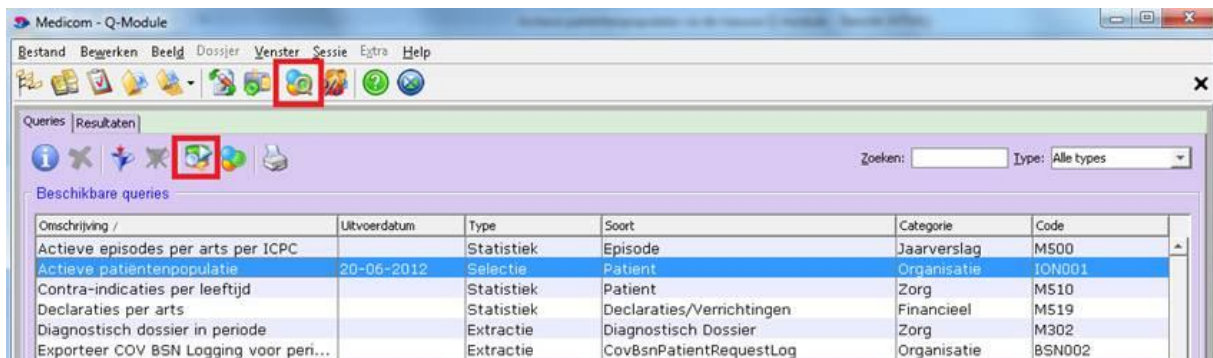 Medicom - Q-Module
Bestand Bewerken Beeld Dossier Venster Sessie Extra Help
Queries Resultaten
Zoeken: Type: Alle types
Beschikbare queries
Omschrijving / Uitvoerdatum Type Soort Categorie Code
Actieve episodes per arts per ICPC Statistiek Episode Jaarverslag M500
Actieve patiëntenpopulatie 20-06-2012 Selectie Patient Organisatie ION001
Contra-indicaties per leeftijd Statistiek Patient Zorg M510
Declaraties per arts Statistiek Declaraties/Verrichtingen Financieel M519
Diagnostisch dossier in periode Extractie Diagnostisch Dossier Zorg M302
Exporteer COV BSN Logging voor peri... Extractie CovBsnPatientRequestLog Organisatie BSN002